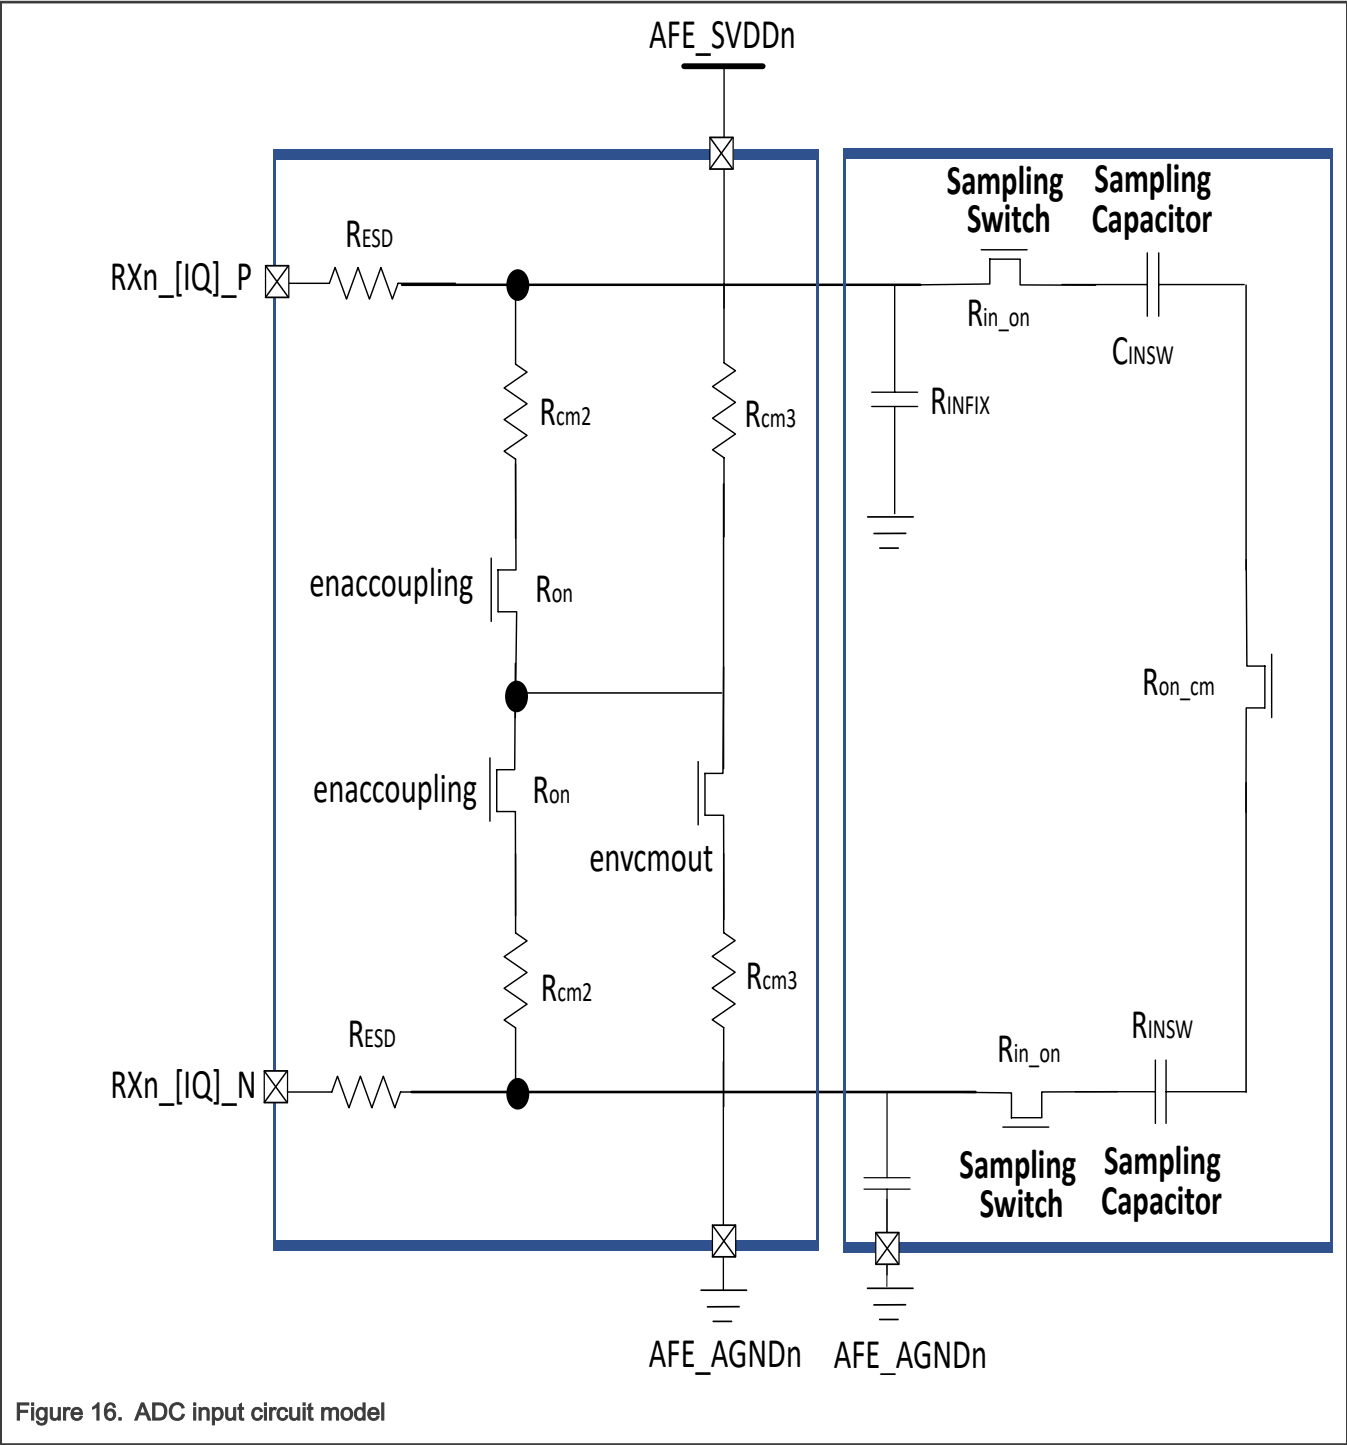 AFE_SVDDn
Sampling
Switch
Sampling
Capacitor
RESD
RXn_[IQ]_P
Rin_on
CINSW
Rcm2
Rcm3
RINFIX
enaccoupling
Ron
Ron_cm
enaccoupling
Ron
envcmout
Rcm2
Rcm3
RINSW
RESD
Rin_on
RXn_[IQ]_N
Sampling
Switch
Sampling
Capacitor
AFE_AGNDn
AFE_AGNDn
Figure 16. ADC input circuit model